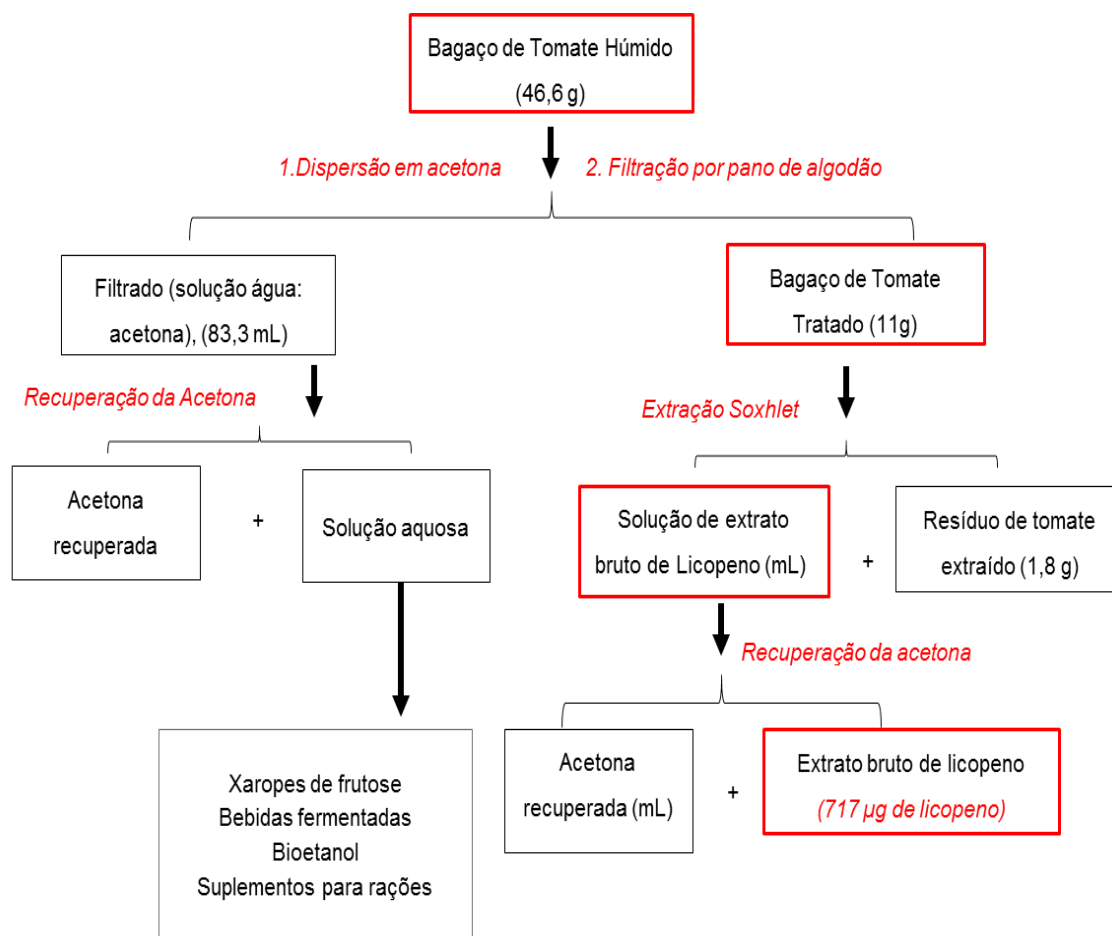 Bagaço de Tomate Húmido
(46,6 g)
1.Dispersão em acetona
2. Filtração por pano de algodão
Filtrado (solução água:
acetona), (83,3 mL)
Bagaço de Tomate
Tratado (11g)
Recuperação da Acetona
Extração Soxhlet
Acetona
recuperada
+
Solução aquosa
Solução de extrato
bruto de Licopeno (mL)
+
Resíduo de tomate
extraído (1,8 g)
Recuperação da acetona
Xaropes de frutose
Bebidas fermentadas
Bioetanol
Suplementos para rações
Acetona
recuperada (mL)
+
Extrato bruto de licopeno
(717 µg de licopeno)